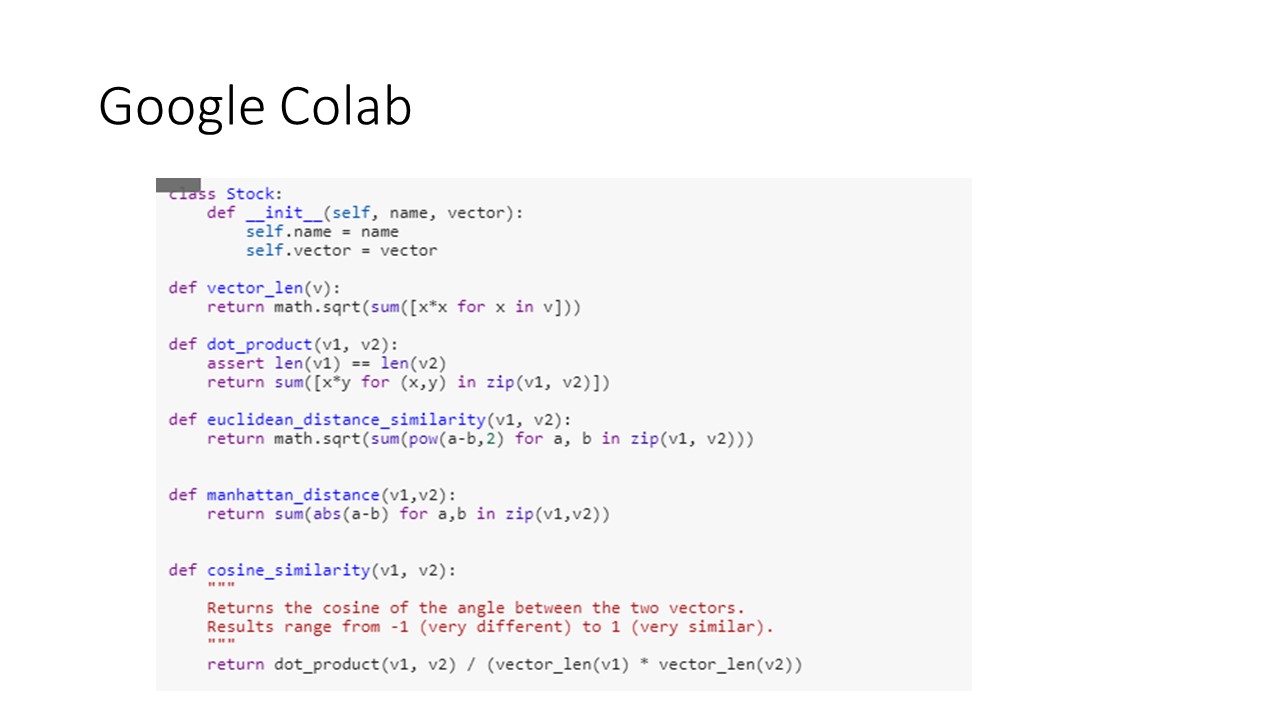 Google Colab
class Stock:
    def __init__(self, name, vector):
        self.name = name
        self.vector = vector
def vector_len(v):
    return math.sqrt(sum([x*x for x in v]))
def dot_product(v1, v2):
    assert len(v1) == len(v2)
    return sum([x*y for (x,y) in zip(v1, v2)])
def euclidean_distance_similarity(v1, v2):
    return math.sqrt(sum(pow(a-b,2) for a, b in zip(v1, v2)))
def manhattan_distance(v1,v2):
    return sum(abs(a-b) for a,b in zip(v1,v2))
def cosine_similarity(v1, v2):
    """
    Returns the cosine of the angle between the two vectors.
    Results range from -1 (very different) to 1 (very similar).
    """
    return dot_product(v1, v2) / (vector_len(v1) * vector_len(v2))